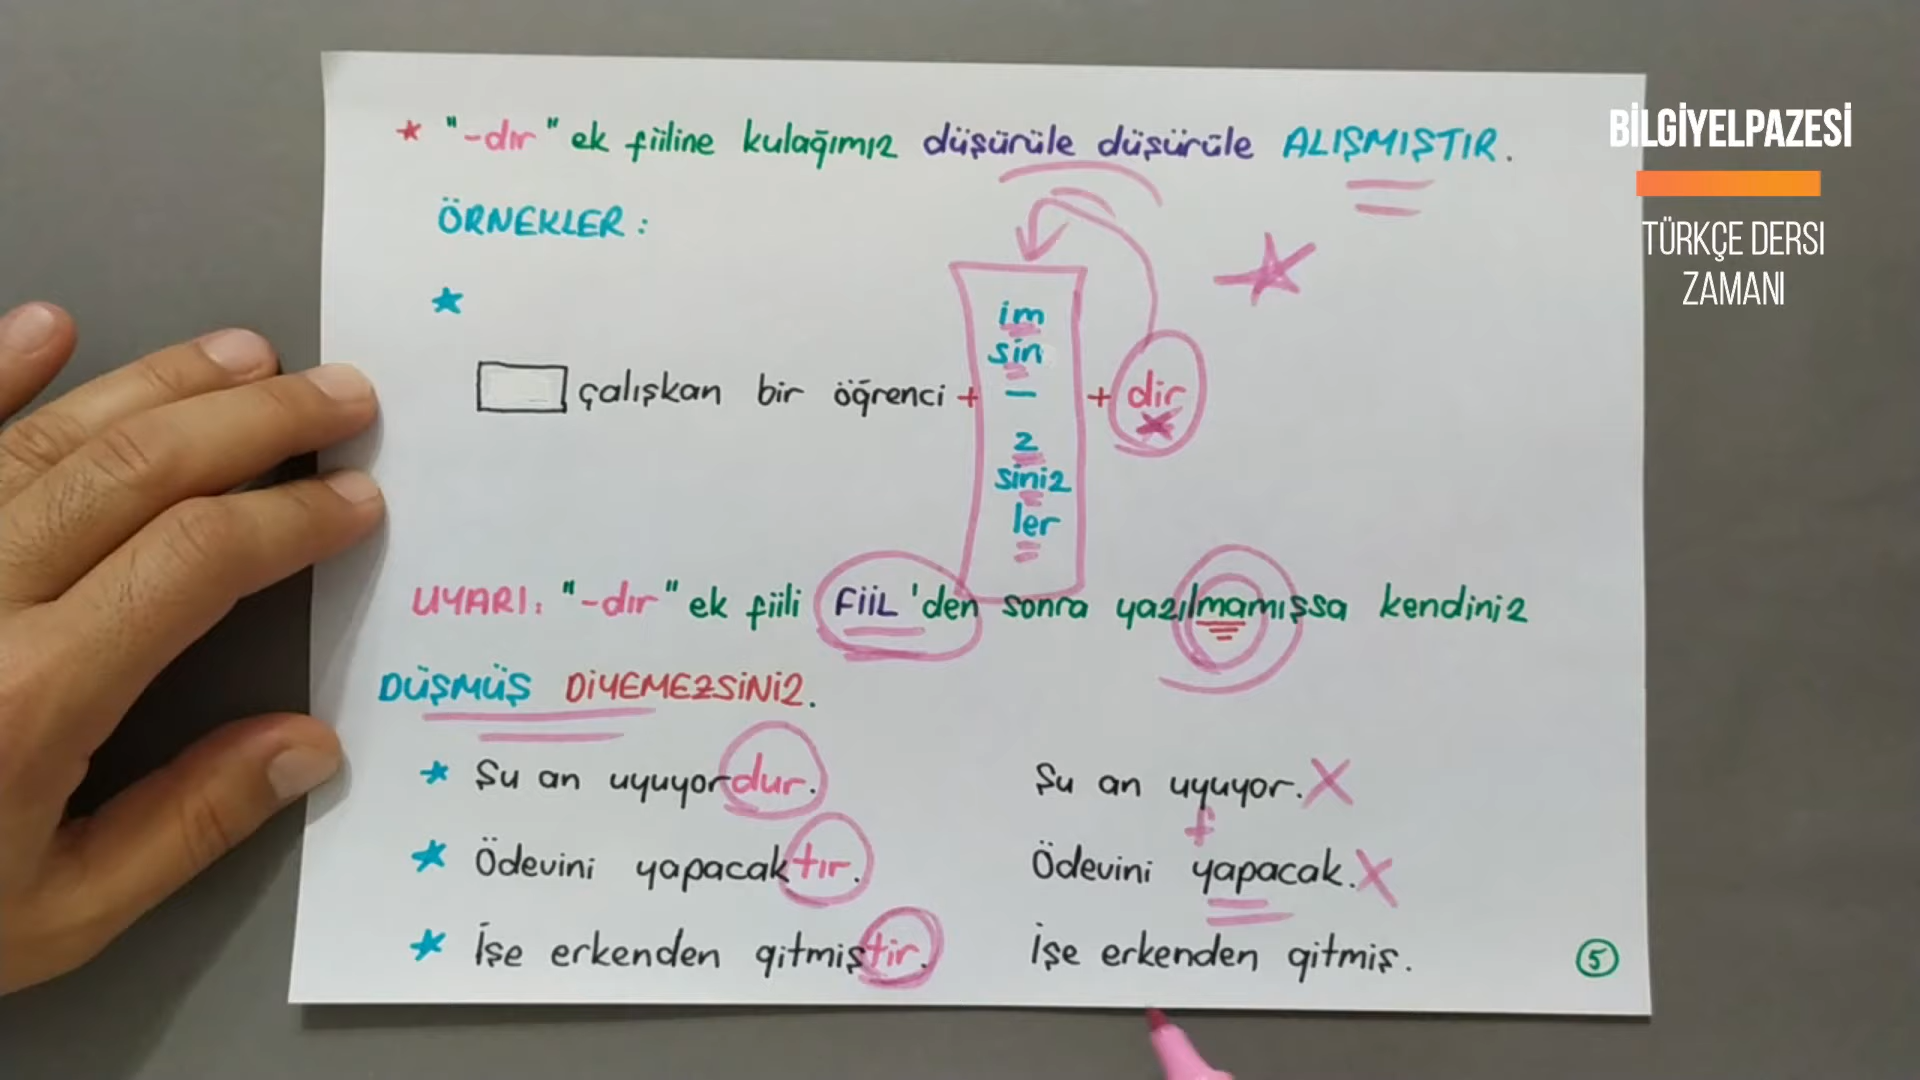 "-dır" ek fiiline kulağımız düşürüle düşürüle ALIŞMIŞTIR.
ÖRNEKLER:
im
sin
—
çalışkan bir öğrenci + + dir
z
siniz
ler
UYARI: "-dır" ek fiili FiiL'den sonra yazılmamışsa kendiniz
DÜŞMÜŞ DİYEMEZSİNİZ.
Şu an uyuyordur. Şu an uyuyor. X
f
Ödevini yapacaktır. Ödevini yapacak. X
İşe erkenden gitmiştir. İşe erkenden gitmiş.
5
BİLGİYELPAZESİ
TÜRKÇE DERSI
ZAMANI